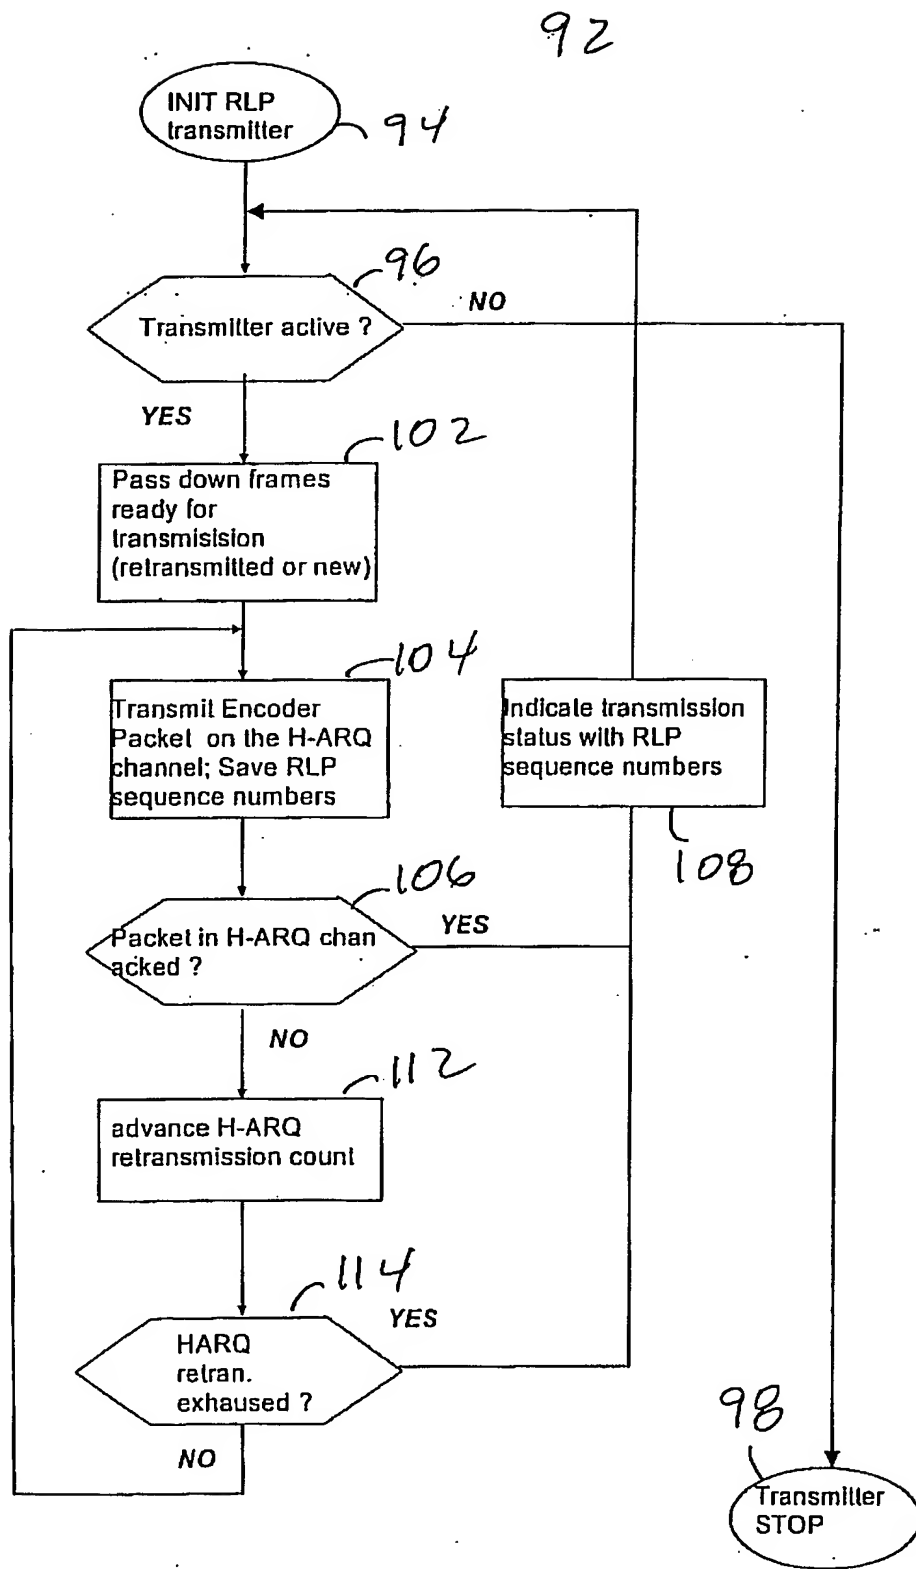 92
INIT RLP
transmitter
94
96
Transmitter active ?
NO
YES
102
Pass down frames
ready for
transmisision
(retransmitted or new)
104
Transmit Encoder
Packet on the H-ARQ
channel; Save RLP
sequence numbers
Indicate transmission
status with RLP
sequence numbers
108
106
Packet in H-ARQ chan
acked ?
YES
NO
112
advance H-ARQ
retransmission count
114
HARQ
retran.
exhaused ?
YES
NO
98
Transmitter
STOP